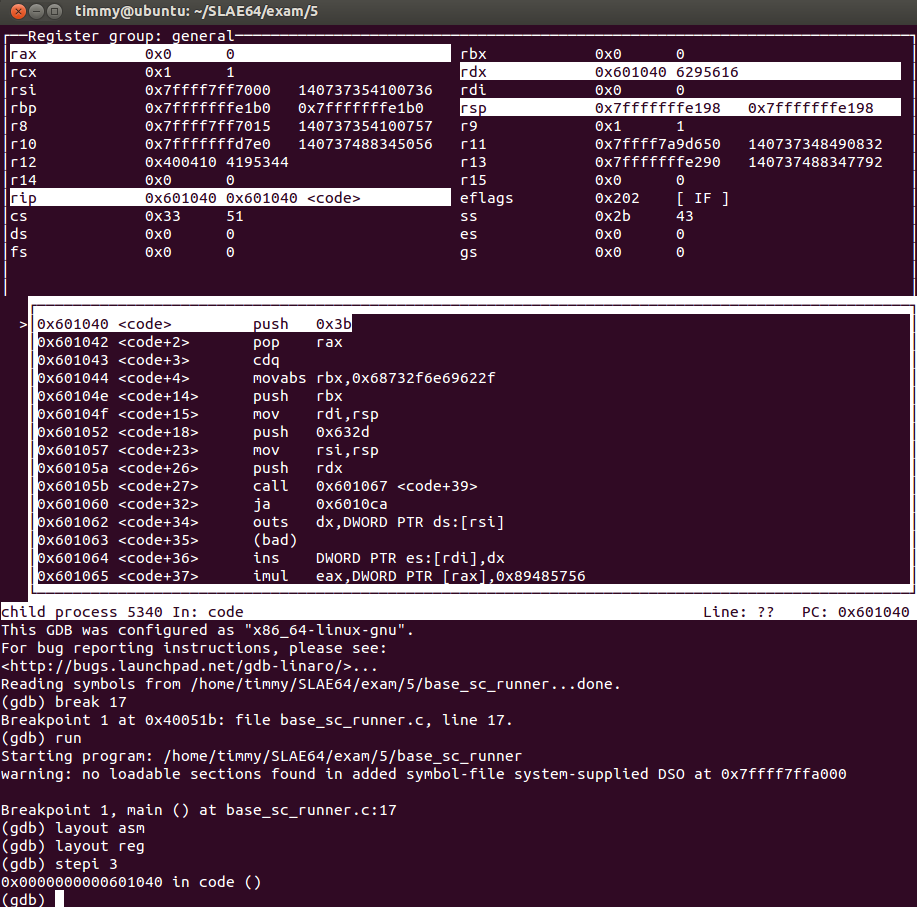 timmy@ubuntu: ~/SLAE64/exam/5
Register group: general
rax 0x0 0 rbx 0x0 0
rcx 0x1 1 rdx 0x601040 6295616
rsi 0x7ffff7ff7000 140737354100736 rdi 0x0 0
rbp 0x7fffffffe1b0 0x7fffffffe1b0 rsp 0x7fffffffe198 0x7fffffffe198
r8 0x7ffff7ff7015 140737354100757 r9 0x1 1
r10 0x7fffffffd7e0 140737488345056 r11 0x7ffff7a9d650 140737348490832
r12 0x400410 4195344 r13 0x7fffffffe290 140737488347792
r14 0x0 0 r15 0x0 0
rip 0x601040 0x601040 <code> eflags 0x202 [ IF ]
cs 0x33 51 ss 0x2b 43
ds 0x0 0 es 0x0 0
fs 0x0 0 gs 0x0 0
>0x601040 <code> push 0x3b
0x601042 <code+2> pop rax
0x601043 <code+3> cdq
0x601044 <code+4> movabs rbx,0x68732f6e69622f
0x60104e <code+14> push rbx
0x60104f <code+15> mov rdi,rsp
0x601052 <code+18> push 0x632d
0x601057 <code+23> mov rsi,rsp
0x60105a <code+26> push rdx
0x60105b <code+27> call 0x601067 <code+39>
0x601060 <code+32> ja 0x6010ca
0x601062 <code+34> outs dx,DWORD PTR ds:[rsi]
0x601063 <code+35> (bad)
0x601064 <code+36> ins DWORD PTR es:[rdi],dx
0x601065 <code+37> imul eax,DWORD PTR [rax],0x89485756
child process 5340 In: code Line: ?? PC: 0x601040
This GDB was configured as "x86_64-linux-gnu".
For bug reporting instructions, please see:
<http://bugs.launchpad.net/gdb-linaro/>...
Reading symbols from /home/timmy/SLAE64/exam/5/base_sc_runner...done.
(gdb) break 17
Breakpoint 1 at 0x40051b: file base_sc_runner.c, line 17.
(gdb) run
Starting program: /home/timmy/SLAE64/exam/5/base_sc_runner
warning: no loadable sections found in added symbol-file system-supplied DSO at 0x7ffff7ffa000
Breakpoint 1, main () at base_sc_runner.c:17
(gdb) layout asm
(gdb) layout reg
(gdb) stepi 3
0x0000000000601040 in code ()
(gdb)